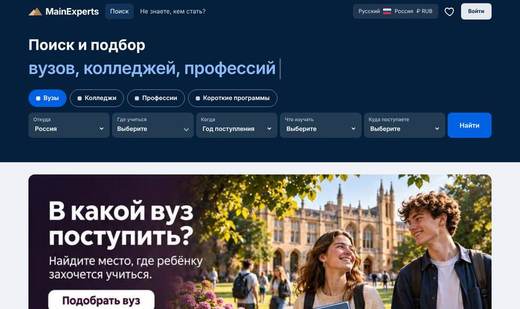 MainExperts
Поиск
Не знаете, кем стать?
Русский
Россия ₽ RUB
Войти
Поиск и подбор
вузов, колледжей, профессий
Вузы
Колледжи
Профессии
Короткие программы
Откуда
Россия
Где учиться
Выберите
Когда
Год поступления
Что изучать
Выберите
Куда поступаете
Выберите
Найти
В какой вуз
поступить?
Найдите место, где ребёнку
захочется учиться.
Подобрать вуз